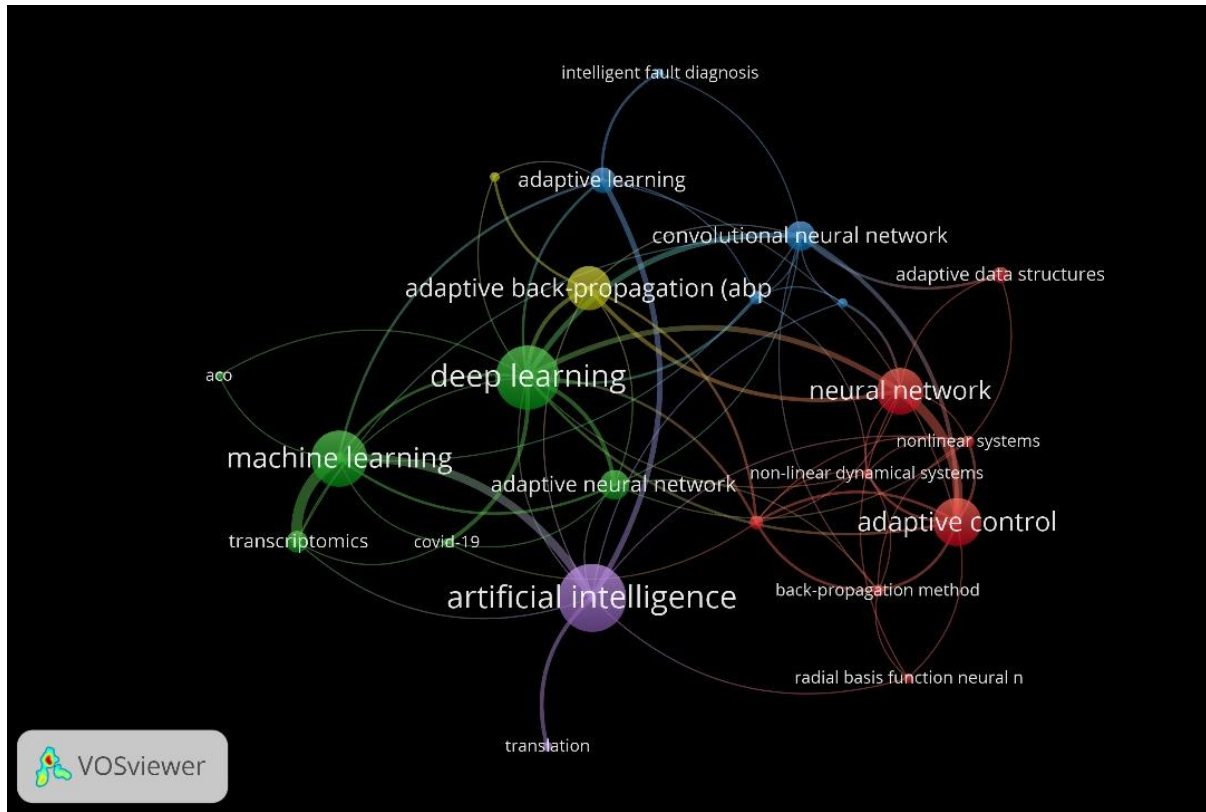 intelligent fault diagnosis
adaptive learning
convolutional neural network
adaptive data structures
adaptive back-propagation (abp
deep learning
aco
neural network
nonlinear systems
machine learning
non-linear dynamical systems
adaptive neural network
adaptive control
transcriptomics
covid-19
back-propagation method
artificial intelligence
radial basis function neural n
translation
VOSviewer